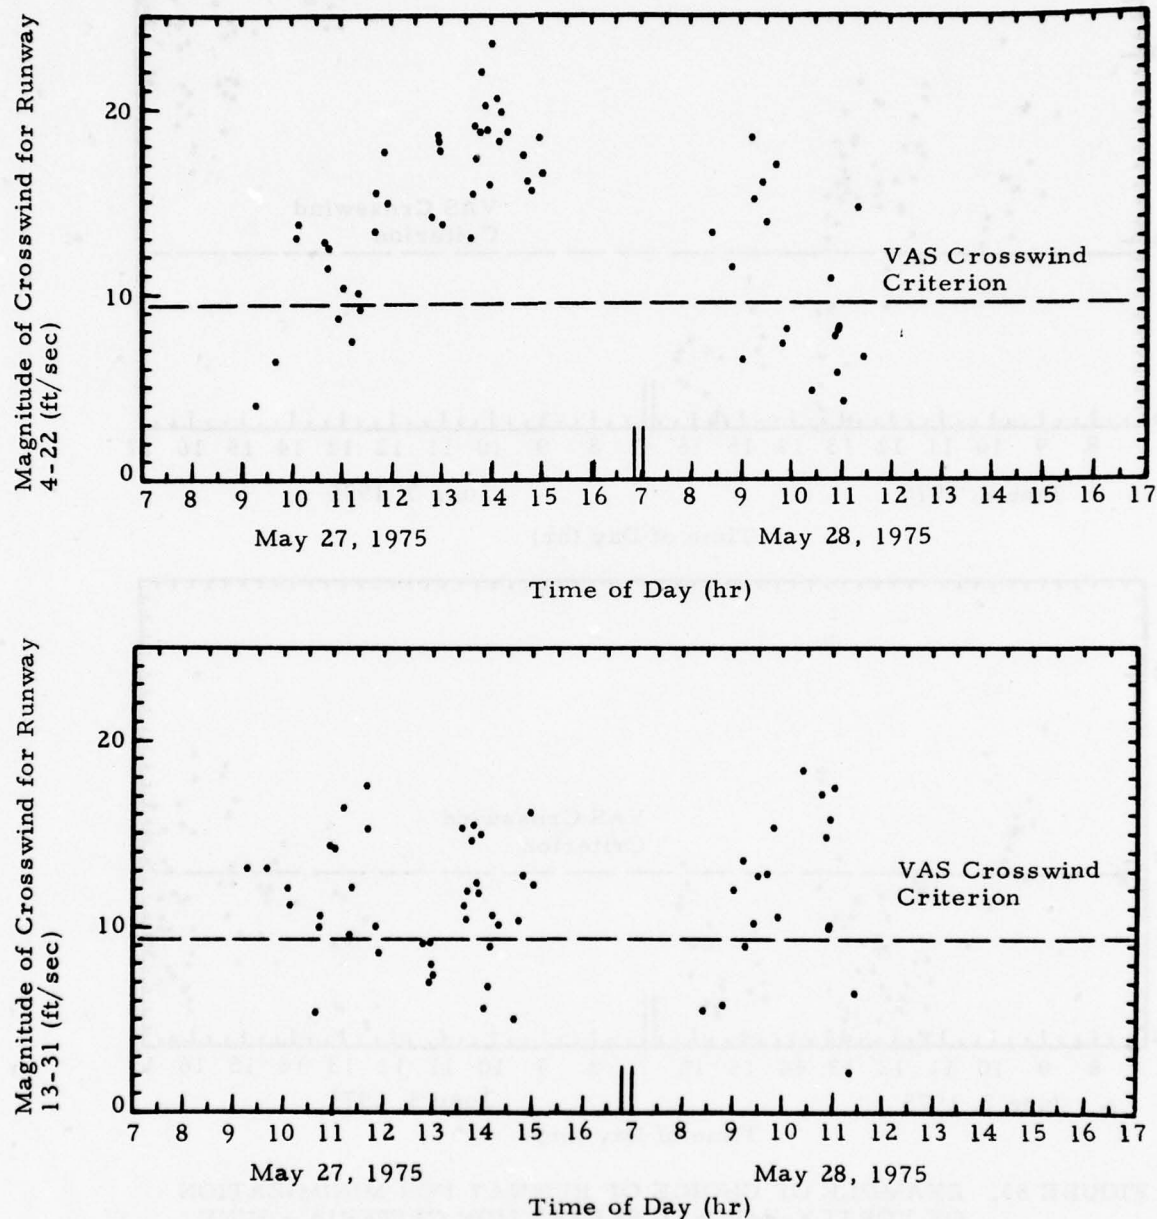 Magnitude of Crosswind for Runway
4-22 (ft/sec)
20
10
0
VAS Crosswind
Criterion
7 8 9 10 11 12 13 14 15 16 7 8 9 10 11 12 13 14 15 16 17
May 27, 1975
May 28, 1975
Time of Day (hr)
Magnitude of Crosswind for Runway
13-31 (ft/sec)
20
10
0
VAS Crosswind
Criterion
7 8 9 10 11 12 13 14 15 16 7 8 9 10 11 12 13 14 15 16 17
May 27, 1975
May 28, 1975
Time of Day (hr)